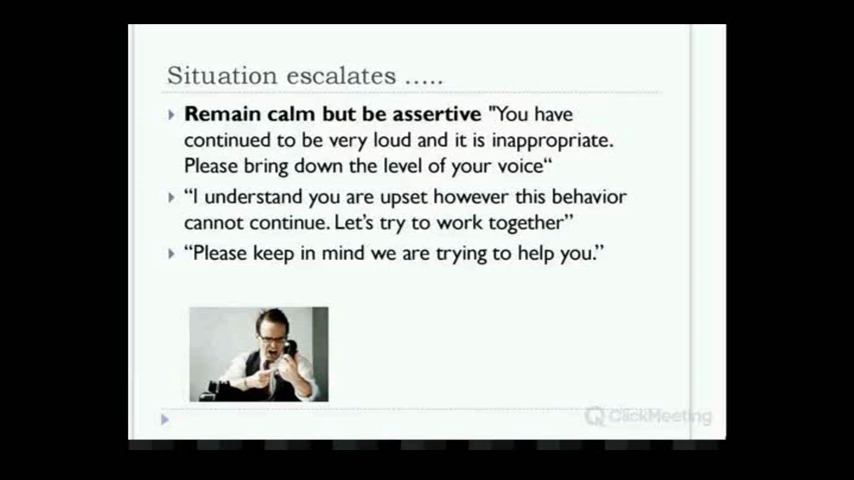 Situation escalates …..
Remain calm but be assertive "You have
continued to be very loud and it is inappropriate.
Please bring down the level of your voice“
“I understand you are upset however this behavior
cannot continue. Let’s try to work together”
“Please keep in mind we are trying to help you.”
ClickMeeting